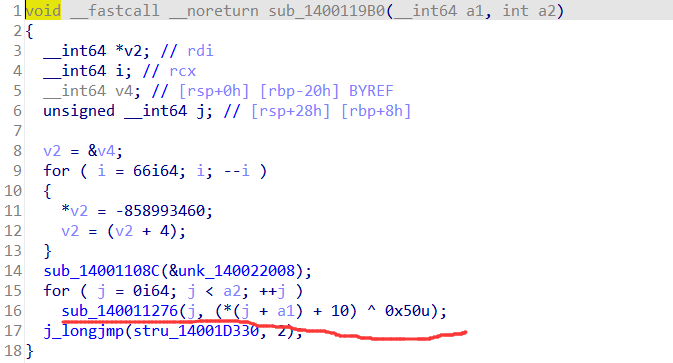 1 void __fastcall __noreturn sub_1400119B0(__int64 a1, int a2)
2 {
3 __int64 *v2; // rdi
4 __int64 i; // rcx
5 __int64 v4; // [rsp+0h] [rbp-20h] BYREF
6 unsigned __int64 j; // [rsp+28h] [rbp+8h]
7
8 v2 = &v4;
9 for ( i = 66i64; i; --i )
10 {
11 *v2 = -858993460;
12 v2 = (v2 + 4);
13 }
14 sub_14001108C(&unk_140022008);
15 for ( j = 0i64; j < a2; ++j )
16 sub_140011276(j, (*(j + a1) + 10) ^ 0x50u);
17 j_longjmp(stru_14001D330, 2);
18 }